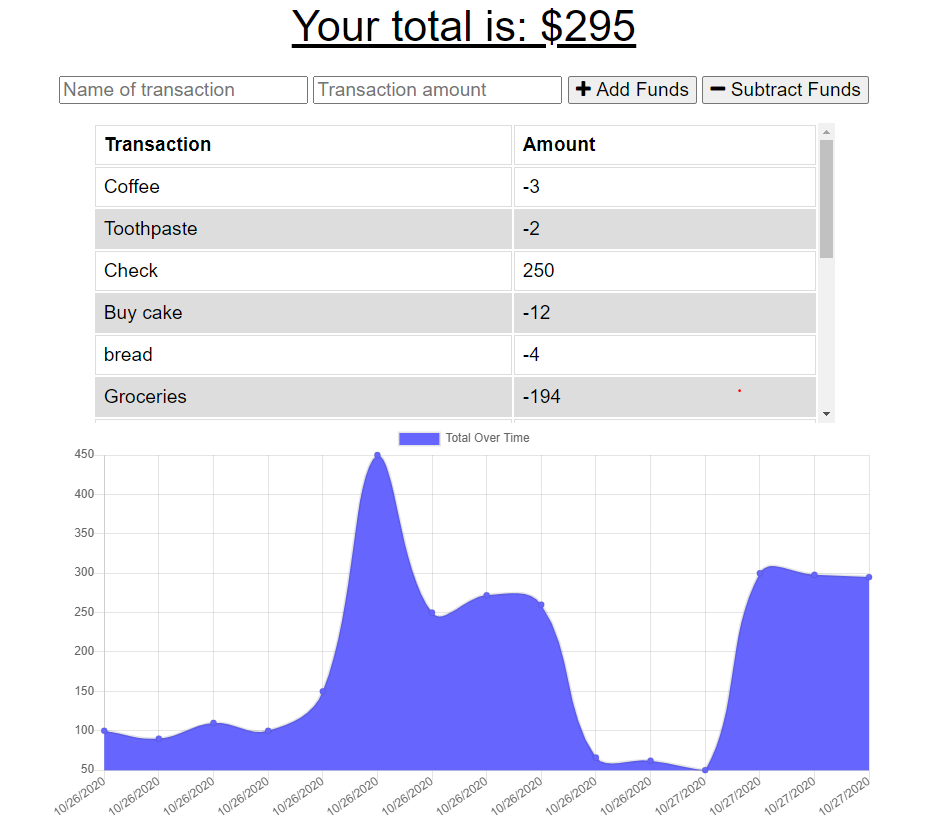 Your total is: $295
Name of transaction Transaction amount + Add Funds − Subtract Funds
Transaction Amount
Coffee -3
Toothpaste -2
Check 250
Buy cake -12
bread -4
Groceries -194
Total Over Time
450
400
350
300
250
200
150
100
50
10/26/2020 10/26/2020 10/26/2020 10/26/2020 10/26/2020 10/26/2020 10/26/2020 10/26/2020 10/26/2020 10/26/2020 10/26/2020 10/27/2020 10/27/2020 10/27/2020 10/27/2020